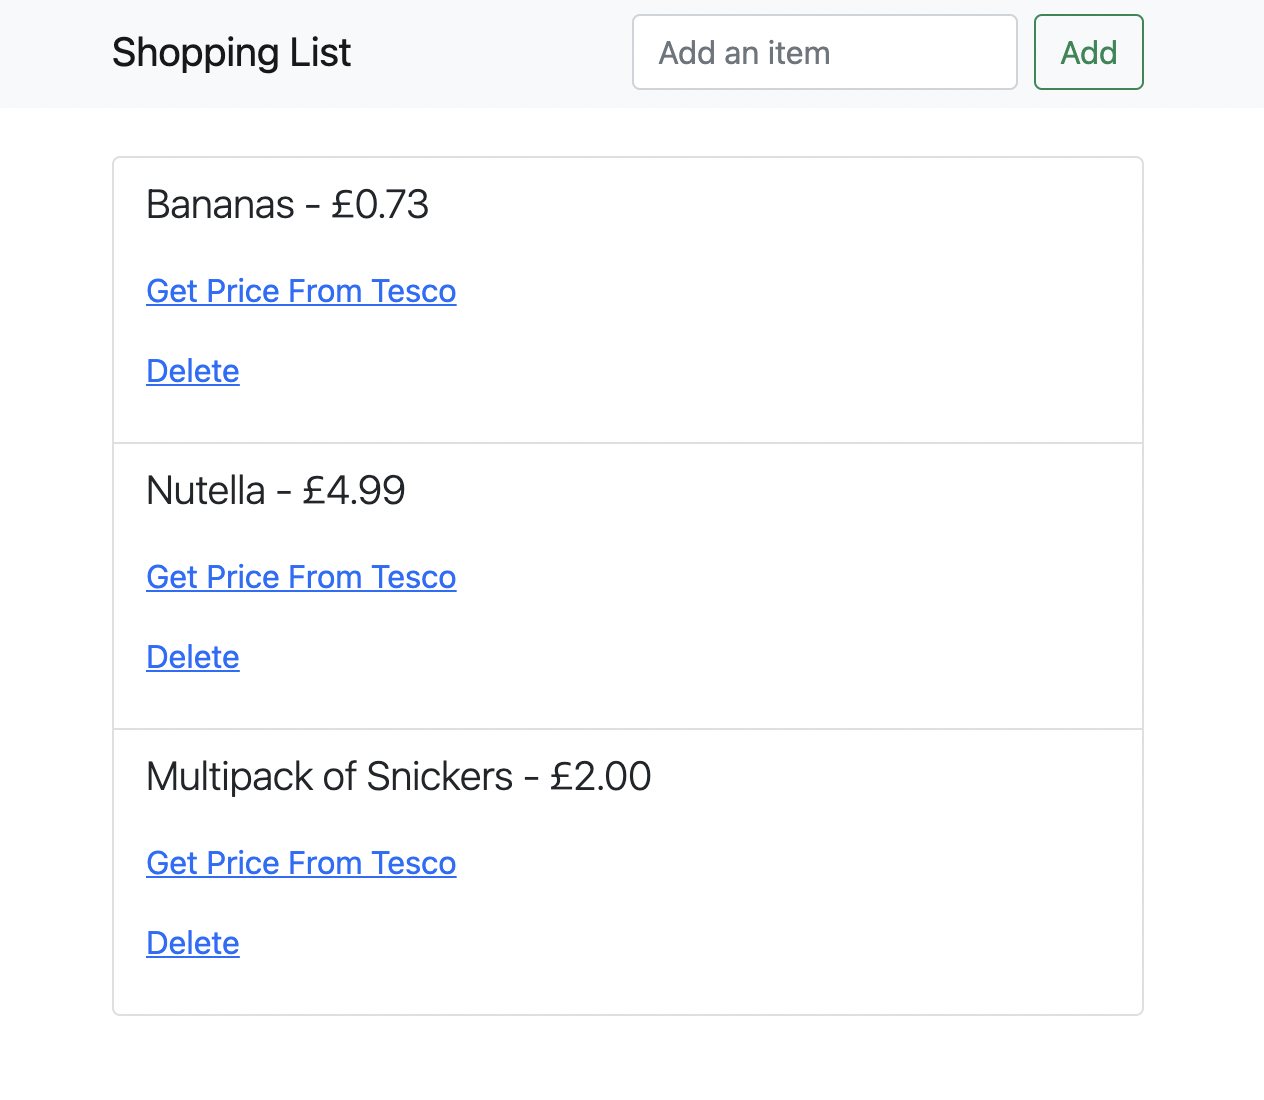 Shopping List
Add an item
Add
Bananas - £0.73
Get Price From Tesco
Delete
Nutella - £4.99
Get Price From Tesco
Delete
Multipack of Snickers - £2.00
Get Price From Tesco
Delete